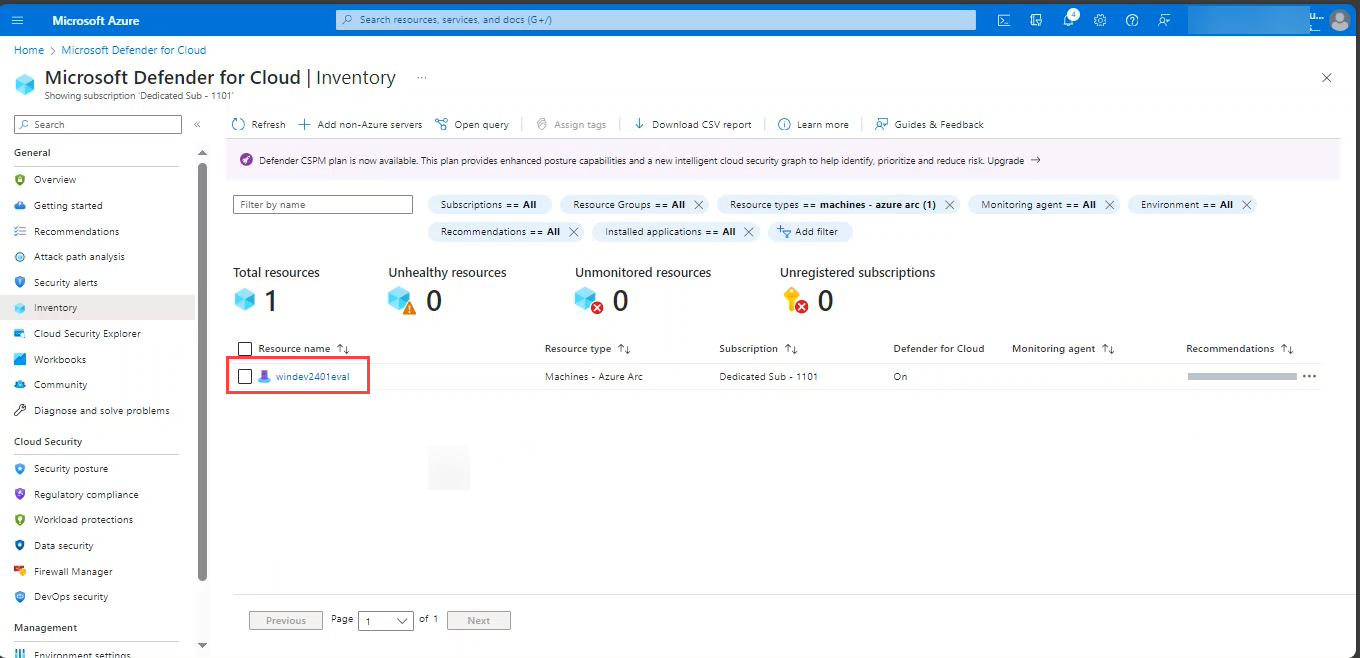 Microsoft Azure
Search resources, services, and docs (G+/)
4
Home > Microsoft Defender for Cloud
Microsoft Defender for Cloud | Inventory ...
Showing subscription 'Dedicated Sub - 1101'
Search
«
Refresh
Add non-Azure servers
Open query
Assign tags
Download CSV report
Learn more
Guides & Feedback
General
Overview
Getting started
Recommendations
Attack path analysis
Security alerts
Inventory
Cloud Security Explorer
Workbooks
Community
Diagnose and solve problems
Cloud Security
Security posture
Regulatory compliance
Workload protections
Data security
Firewall Manager
DevOps security
Management
Environment settings
Defender CSPM plan is now available. This plan provides enhanced posture capabilities and a new intelligent cloud security graph to help identify, prioritize and reduce risk. Upgrade →
Filter by name
Subscriptions == All
Resource Groups == All
Resource types == machines - azure arc (1)
Monitoring agent == All
Environment == All
Recommendations == All
Installed applications == All
Add filter
Total resources
1
Unhealthy resources
0
Unmonitored resources
0
Unregistered subscriptions
0
Resource name ↑↓ Resource type ↑↓ Subscription ↑↓ Defender for Cloud Monitoring agent ↑↓ Recommendations ↑↓
windev2401eval Machines - Azure Arc Dedicated Sub - 1101 On ...
Previous Page 1 of 1 Next